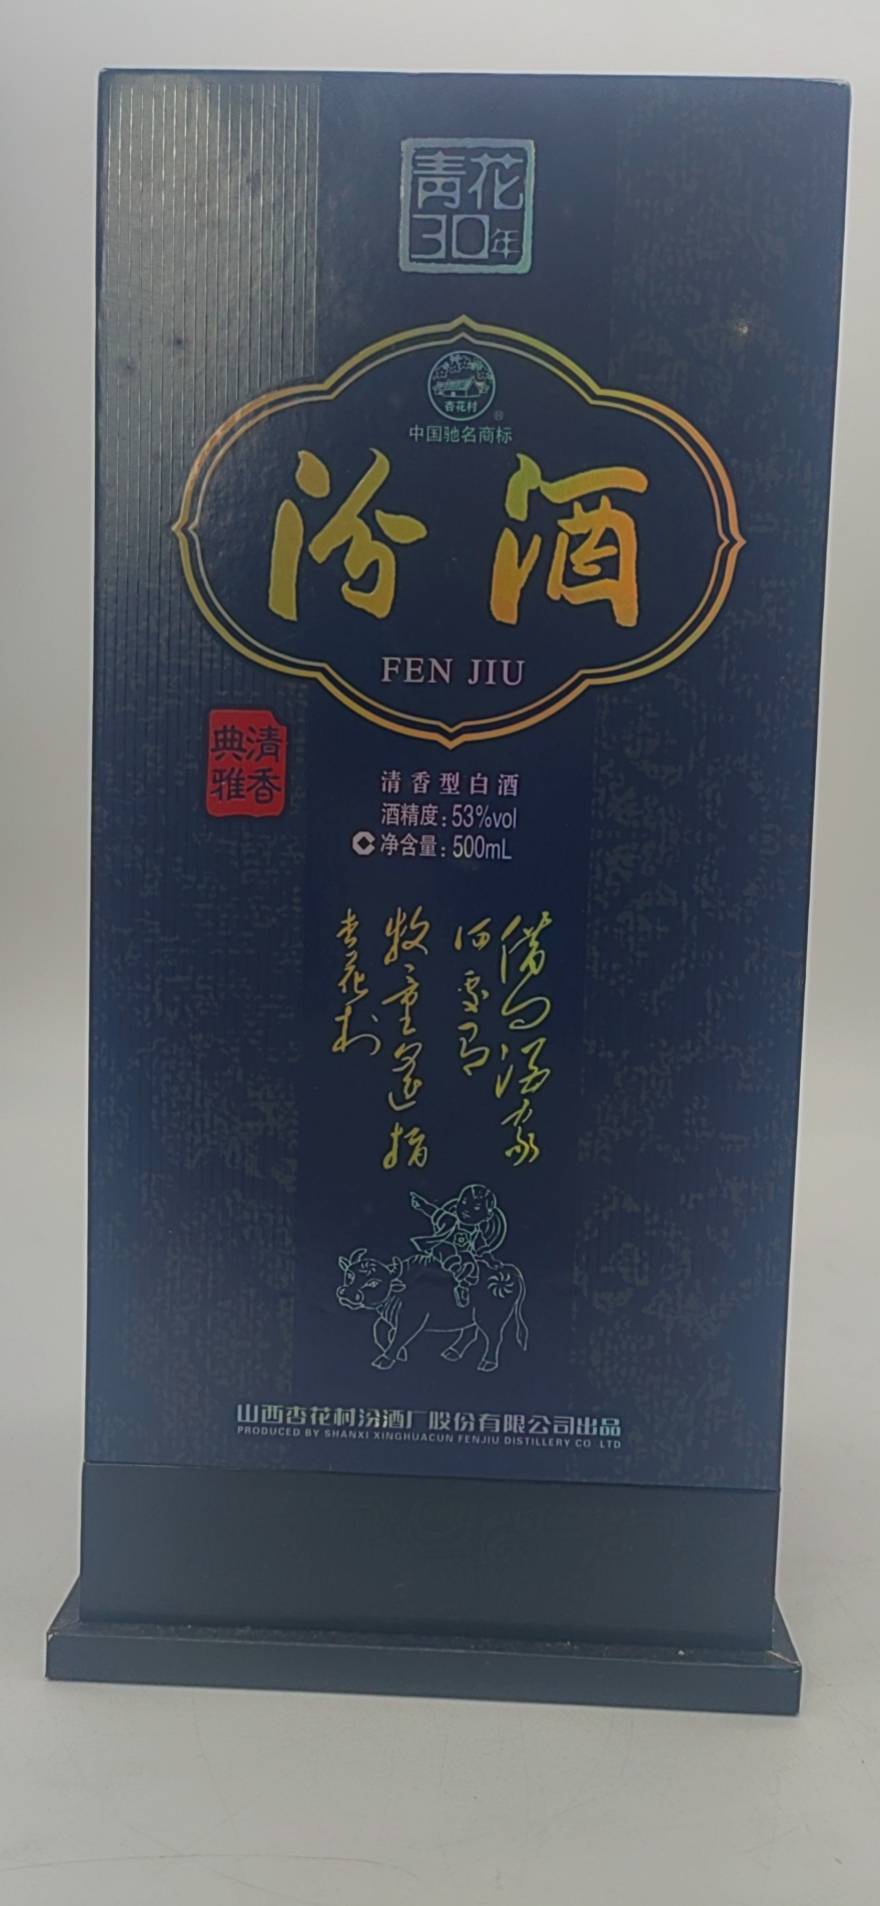 青花
30年
杏花村
®
中国驰名商标
汾酒
FEN JIU
清香
典雅
清香型白酒
酒精度:53%vol
净含量:500mL
借问酒家
何处有
牧童遥指
杏花村
山西杏花村汾酒厂股份有限公司出品
PRODUCED BY SHANXI XINGHUACUN FENJIU DISTILLERY CO LTD